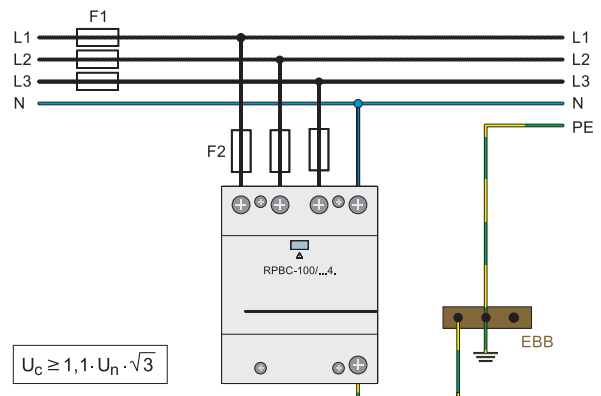 F1
L1 L1
L2 L2
L3 L3
N N
PE
F2
RPBC-100/...4.
EBB
Uc ≥ 1,1· Un · √3